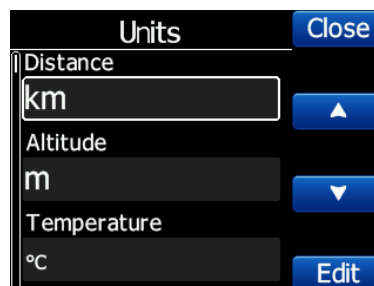 Units
Close
Distance
km
Altitude
m
Temperature
°C
Edit